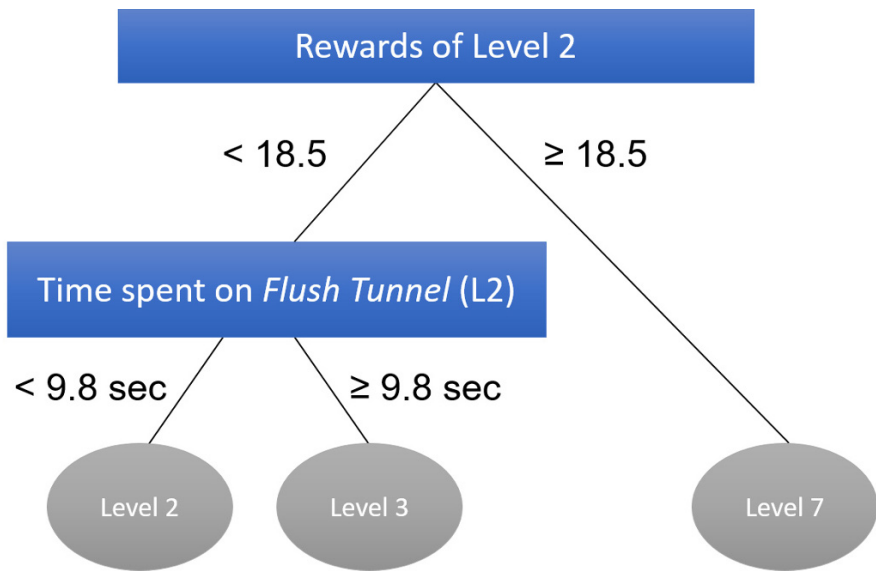 Rewards of Level 2
< 18.5
≥ 18.5
Time spent on Flush Tunnel (L2)
< 9.8 sec
≥ 9.8 sec
Level 2
Level 3
Level 7